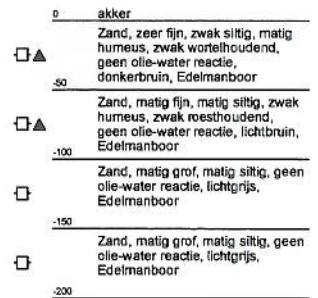 0 akker
Zand, zeer fijn, zwak siltig, matig
humeus, zwak wortelhoudend,
geen olie-water reactie,
donkerbruin, Edelmanboor
-50
Zand, matig fijn, matig siltig, zwak
humeus, zwak roesthoudend,
geen olie-water reactie, lichtbruin,
Edelmanboor
-100
Zand, matig grof, matig siltig, geen
olie-water reactie, lichtgrijs,
Edelmanboor
-150
Zand, matig grof, matig siltig, geen
olie-water reactie, lichtgrijs,
Edelmanboor
-200